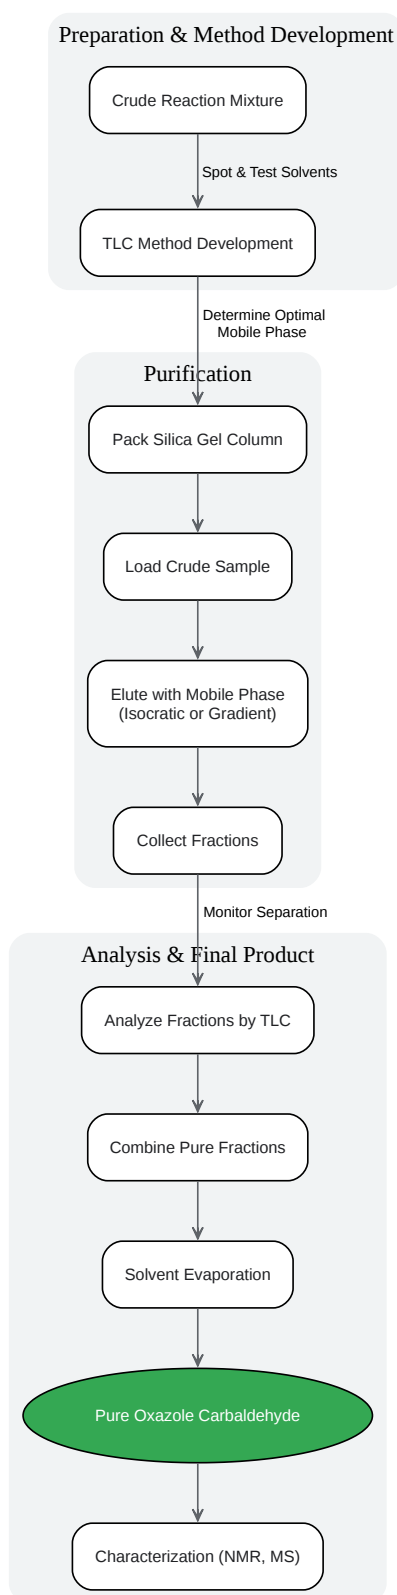 Preparation & Method Development
Crude Reaction Mixture
Spot & Test Solvents
TLC Method Development
Determine Optimal
Mobile Phase
Purification
Pack Silica Gel Column
Load Crude Sample
Elute with Mobile Phase
(Isocratic or Gradient)
Collect Fractions
Monitor Separation
Analysis & Final Product
Analyze Fractions by TLC
Combine Pure Fractions
Solvent Evaporation
Pure Oxazole Carbaldehyde
Characterization (NMR, MS)